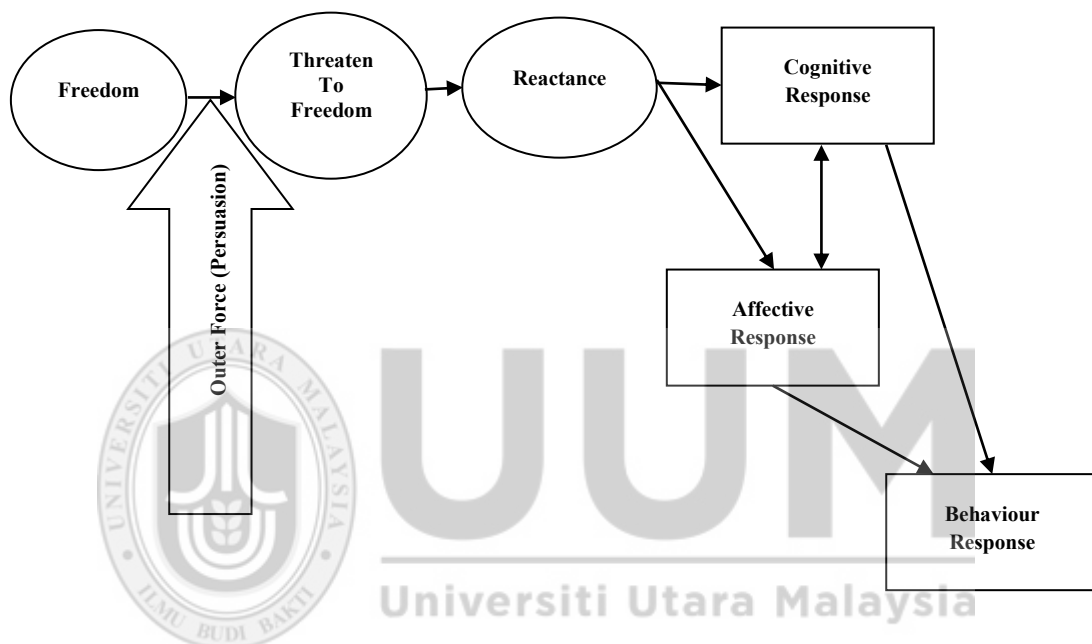 Freedom
Threaten
To
Freedom
Reactance
Cognitive
Response
Outer Force (Persuasion)
Affective
Response
Behaviour
Response
UNIVERSITI UTARA MALAYSIA
ILMU BUDI BAKTI
UUM
Universiti Utara Malaysia